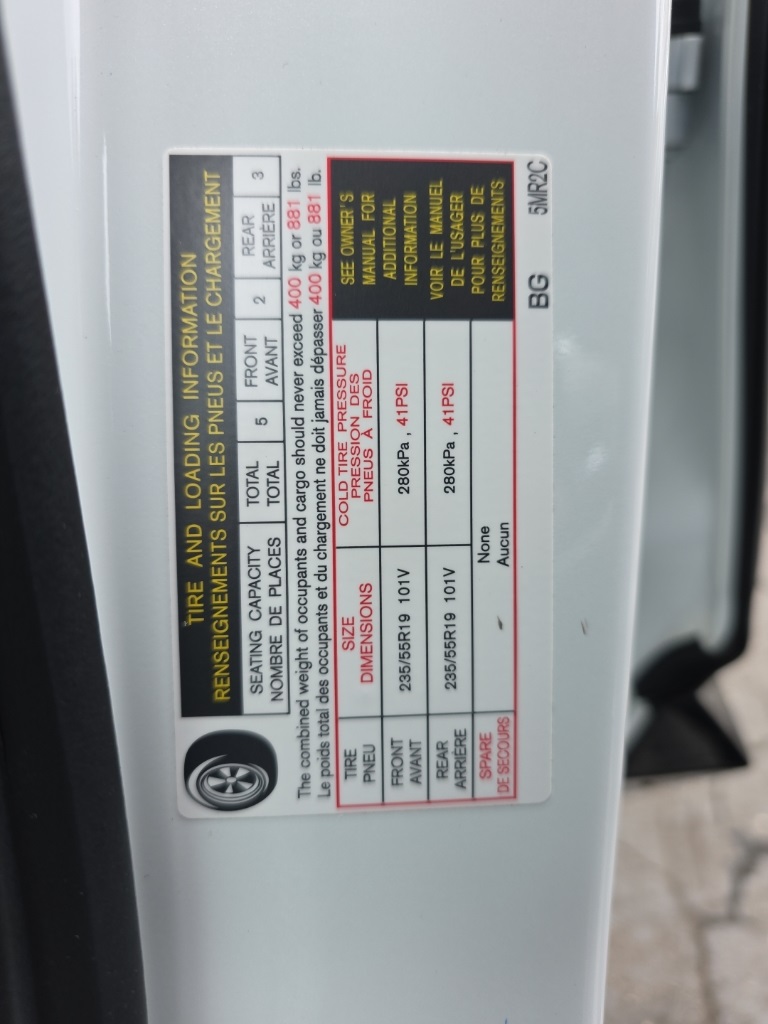 TIRE AND LOADING INFORMATION
RENSEIGNEMENTS SUR LES PNEUS ET LE CHARGEMENT
SEATING CAPACITY
NOMBRE DE PLACES
TOTAL
TOTAL
5
FRONT
AVANT
2
REAR
ARRIÈRE
3
The combined weight of occupants and cargo should never exceed 400 kg or 881 lbs.
Le poids total des occupants et du chargement ne doit jamais dépasser 400 kg ou 881 lb.
TIRE
PNEU
SIZE
DIMENSIONS
COLD TIRE PRESSURE
PRESSION DES
PNEUS À FROID
FRONT
AVANT
235/55R19 101V
280kPa , 41PSI
REAR
ARRIÈRE
235/55R19 101V
280kPa , 41PSI
SPARE
DE SECOURS
None
Aucun
SEE OWNER'S
MANUAL FOR
ADDITIONAL
INFORMATION
VOIR LE MANUEL
DE L'USAGER
POUR PLUS DE
RENSEIGNEMENTS
BG 5MR2C